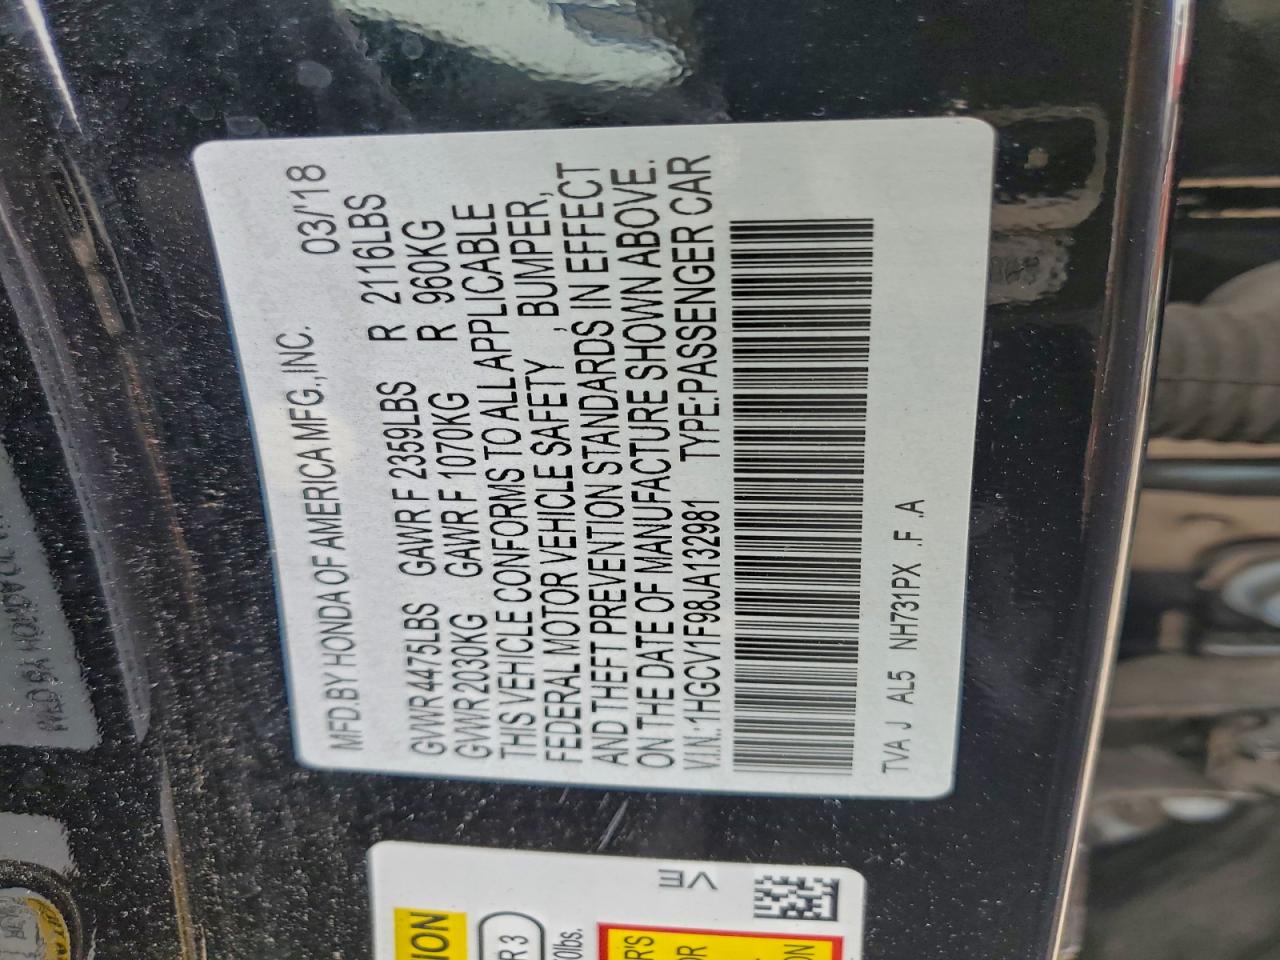 MFD. BY HONDA OF AMERICA MFG., INC. 03/'18
GVWR 4475LBS GAWR F 2359LBS R 2116LBS
GVWR 2030KG GAWR F 1070KG R 960KG
THIS VEHICLE CONFORMS TO ALL APPLICABLE
FEDERAL MOTOR VEHICLE SAFETY , BUMPER,
AND THEFT PREVENTION STANDARDS IN EFFECT
ON THE DATE OF MANUFACTURE SHOWN ABOVE.
V.I.N.: 1HGCV1F98JA132981 TYPE:PASSENGER CAR
TVA J AL5 NH731PX .F .A
VE